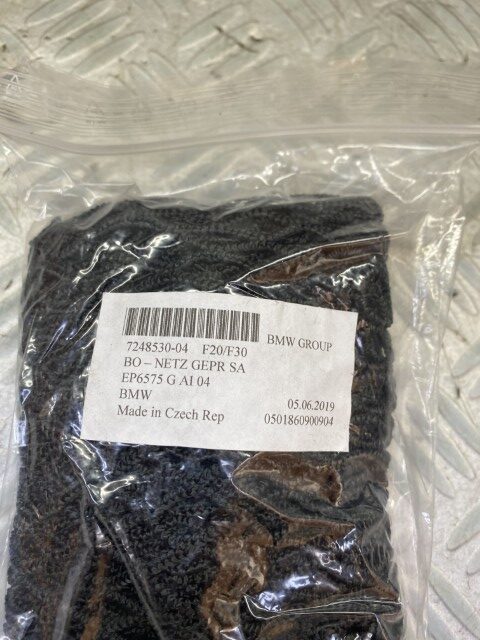 7248530-04 F20/F30 BMW GROUP
BO – NETZ GEPR SA
EP6575 G AI 04
BMW 05.06.2019
Made in Czech Rep 0501860900904